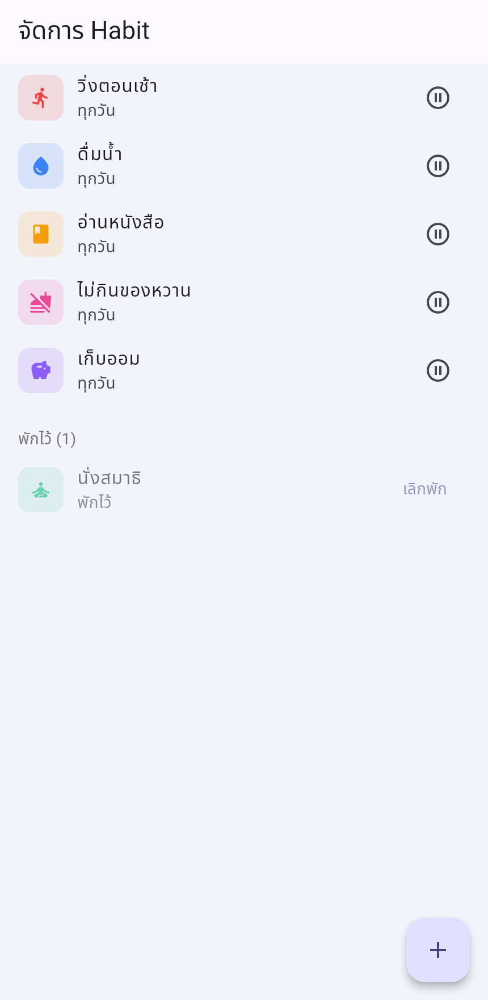 จัดการ Habit
วิ่งตอนเช้า
ทุกวัน
ดื่มน้ำ
ทุกวัน
อ่านหนังสือ
ทุกวัน
ไม่กินของหวาน
ทุกวัน
เก็บออม
ทุกวัน
พักไว้ (1)
นั่งสมาธิ
พักไว้
เลิกพัก